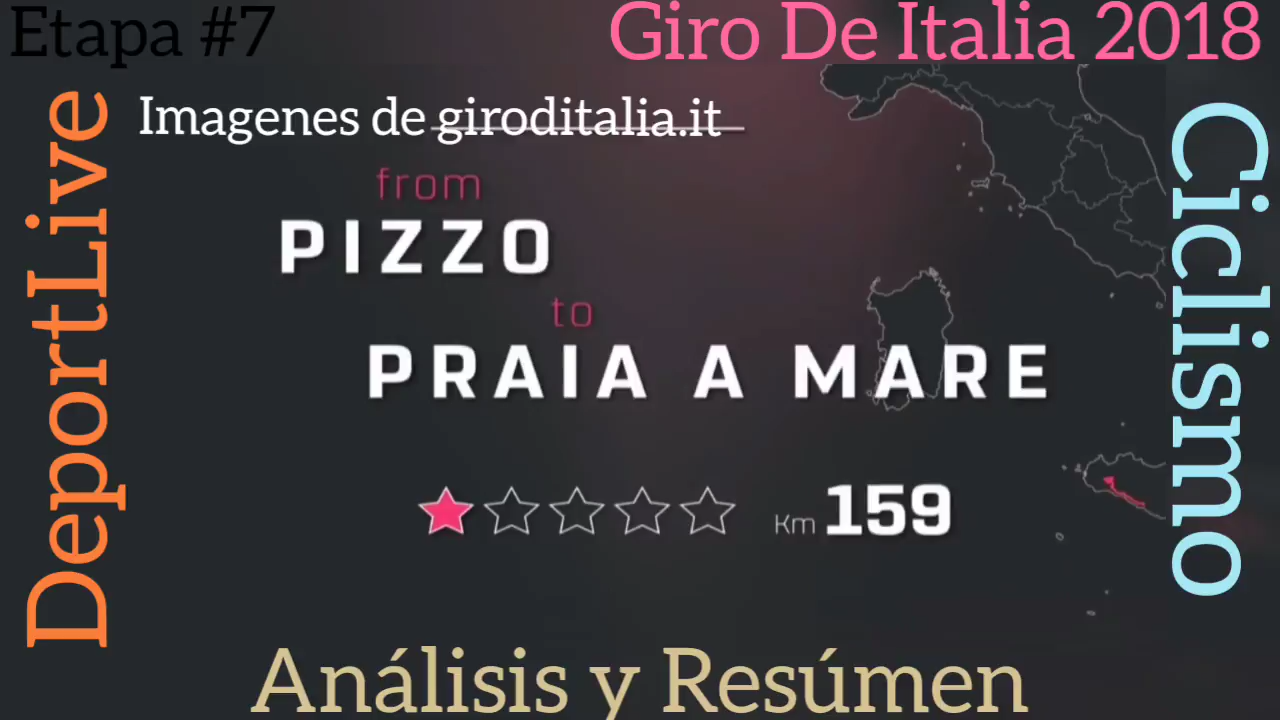 Etapa #7
Giro De Italia 2018
DeportLive
Imagenes de giroditalia.it
from
PIZZO
to
PRAIA A MARE
Km 159
Ciclismo
Análisis y Resúmen